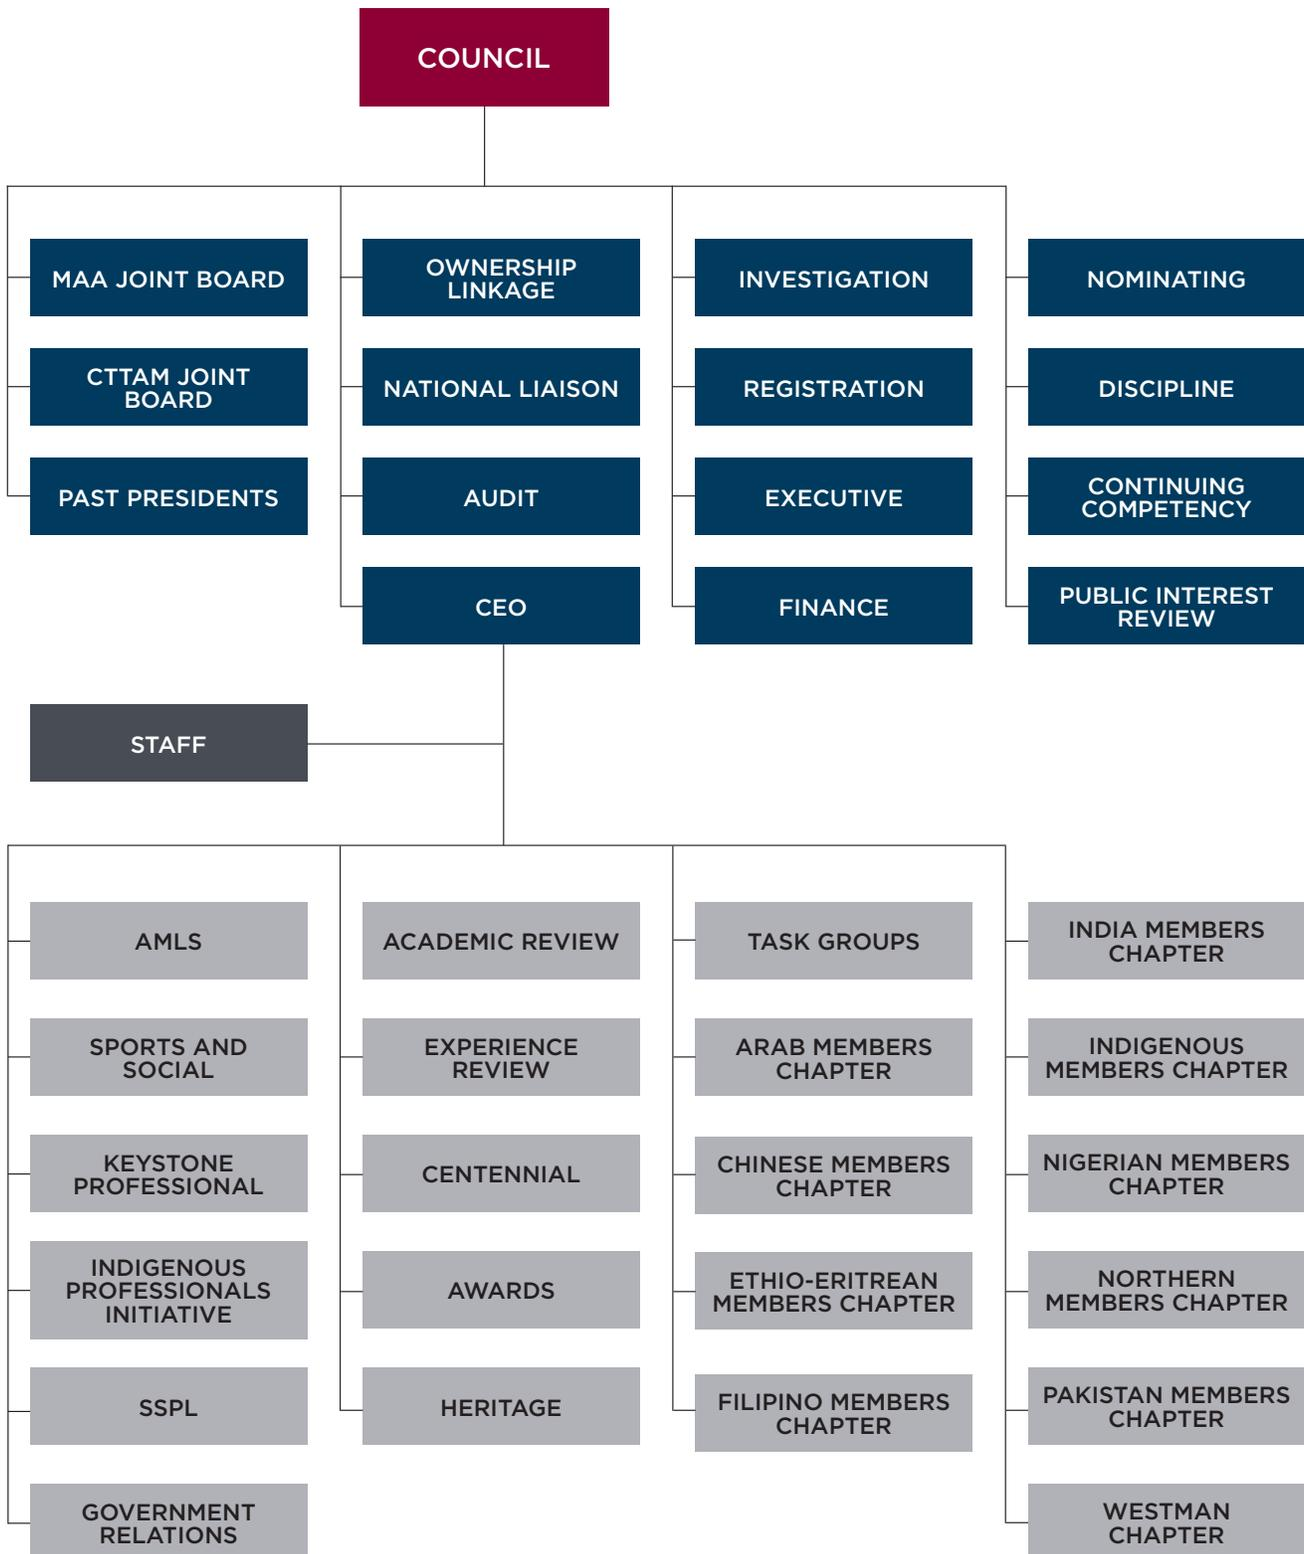 COUNCIL
MAA JOINT BOARD
OWNERSHIP
LINKAGE
INVESTIGATION
NOMINATING
CTTAM JOINT
BOARD
NATIONAL LIAISON
REGISTRATION
DISCIPLINE
PAST PRESIDENTS
AUDIT
EXECUTIVE
CONTINUING
COMPETENCY
CEO
FINANCE
PUBLIC INTEREST
REVIEW
STAFF
AMLS
ACADEMIC REVIEW
TASK GROUPS
INDIA MEMBERS
CHAPTER
SPORTS AND
SOCIAL
EXPERIENCE
REVIEW
ARAB MEMBERS
CHAPTER
INDIGENOUS
MEMBERS CHAPTER
KEYSTONE
PROFESSIONAL
CENTENNIAL
CHINESE MEMBERS
CHAPTER
NIGERIAN MEMBERS
CHAPTER
INDIGENOUS
PROFESSIONALS
INITIATIVE
AWARDS
ETHIO-ERITREAN
MEMBERS CHAPTER
NORTHERN
MEMBERS CHAPTER
SSPL
HERITAGE
FILIPINO MEMBERS
CHAPTER
PAKISTAN MEMBERS
CHAPTER
GOVERNMENT
RELATIONS
WESTMAN
CHAPTER